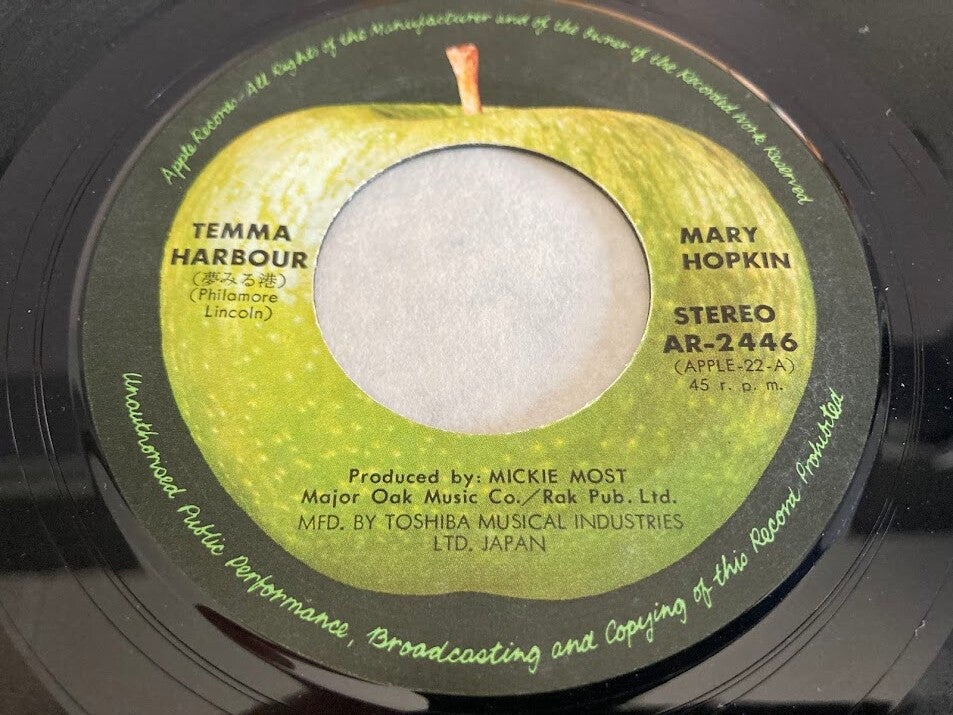 Apple Records-All Rights of the Manufacturer and of the Owner of the Recorded Work Reserved
TEMMA
HARBOUR
(夢みる港)
(Philamore
Lincoln)
MARY
HOPKIN
STEREO
AR-2446
(APPLE-22-A)
45 r. p. m.
Produced by: MICKIE MOST
Major Oak Music Co./Rak Pub. Ltd.
MFD. BY TOSHIBA MUSICAL INDUSTRIES
LTD. JAPAN
Unauthorised Public Performance, Broadcasting and Copying of this Record Prohibited